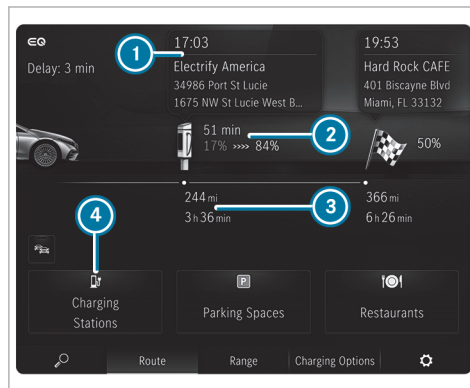 EQ
Delay: 3 min
17:03
Electrify America
34986 Port St Lucie
1675 NW St Lucie West B...
19:53
Hard Rock CAFE
401 Biscayne Blvd
Miami, FL 33132
1
51 min
17% »»» 84%
2
50%
244 mi
3 h 36 min
3
366 mi
6 h 26 min
4
Charging
Stations
P
Parking Spaces
Restaurants
Route
Range
Charging Options